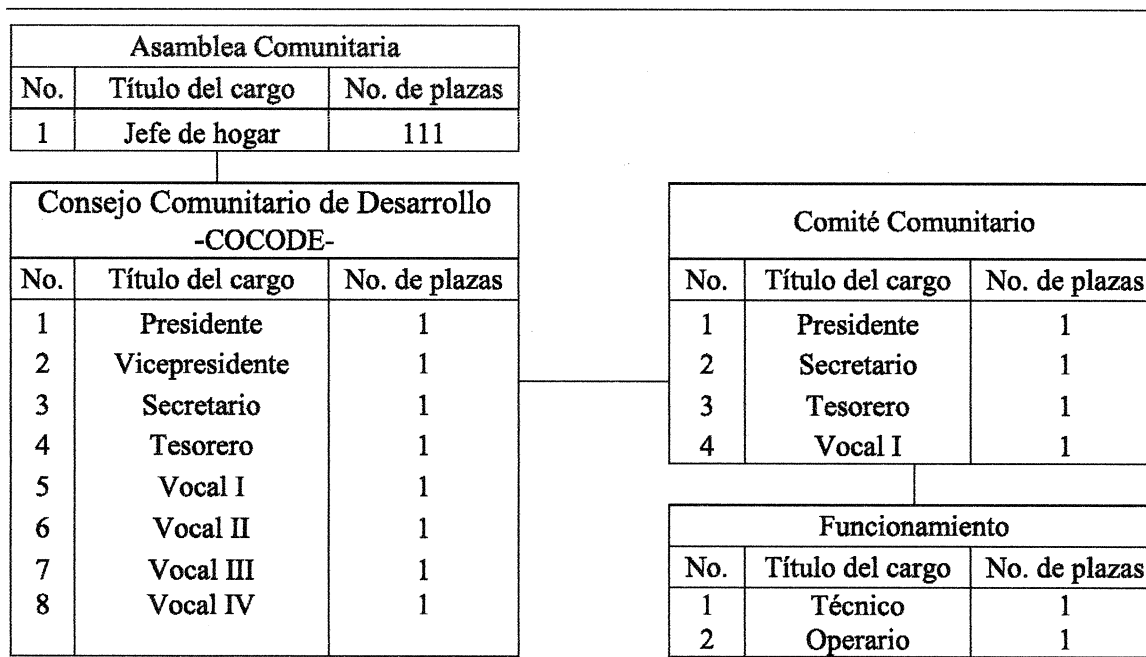 Asamblea Comunitaria
No. Título del cargo No. de plazas
1 Jefe de hogar 111
Consejo Comunitario de Desarrollo
-COCODE-
No. Título del cargo No. de plazas
1 Presidente 1
2 Vicepresidente 1
3 Secretario 1
4 Tesorero 1
5 Vocal I 1
6 Vocal II 1
7 Vocal III 1
8 Vocal IV 1
Comité Comunitario
No. Título del cargo No. de plazas
1 Presidente 1
2 Secretario 1
3 Tesorero 1
4 Vocal I 1
Funcionamiento
No. Título del cargo No. de plazas
1 Técnico 1
2 Operario 1